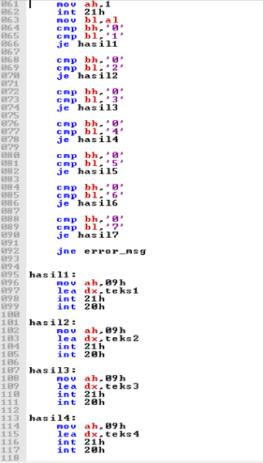 061 mov ah,1
062 int 21h
063 mov bl,al
064 cmp bh,'0'
065 cmp bl,'1'
066 je hasil1
067
068 cmp bh,'0'
069 cmp bl,'2'
070 je hasil2
071
072 cmp bh,'0'
073 cmp bl,'3'
074 je hasil3
075
076 cmp bh,'0'
077 cmp bl,'4'
078 je hasil4
079
080 cmp bh,'0'
081 cmp bl,'5'
082 je hasil5
083
084 cmp bh,'0'
085 cmp bl,'6'
086 je hasil6
087
088 cmp bh,'0'
089 cmp bl,'7'
090 je hasil7
091
092 jne error_msg
093
094
095 hasil1:
096 mov ah,09h
097 lea dx,teks1
098 int 21h
099 int 20h
100
101 hasil2:
102 mov ah,09h
103 lea dx,teks2
104 int 21h
105 int 20h
106
107 hasil3:
108 mov ah,09h
109 lea dx,teks3
110 int 21h
111 int 20h
112
113 hasil4:
114 mov ah,09h
115 lea dx,teks4
116 int 21h
117 int 20h
118